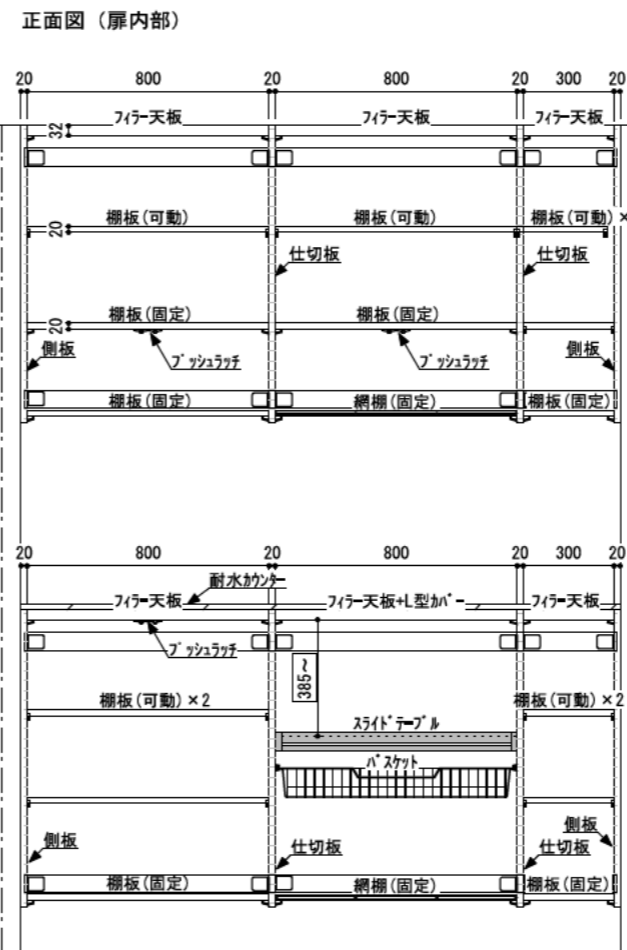 正面図（扉内部）
20 800 20 800 20 300 20
フィラー天板 フィラー天板 フィラー天板
32
棚板(可動) 棚板(可動) 棚板(可動)×
20
仕切板 仕切板
棚板(固定) 棚板(固定)
20
側板 プッシュラッチ プッシュラッチ 側板
棚板(固定) 網棚(固定) 棚板(固定)
20 800 20 800 20 300 20
耐水カウンター
フィラー天板 フィラー天板+L型カバー フィラー天板
プッシュラッチ
385~
棚板(可動)×2 棚板(可動)×2
スライドテーブル
バスケット
側板 仕切板 側板
仕切板
棚板(固定) 網棚(固定) 棚板(固定)